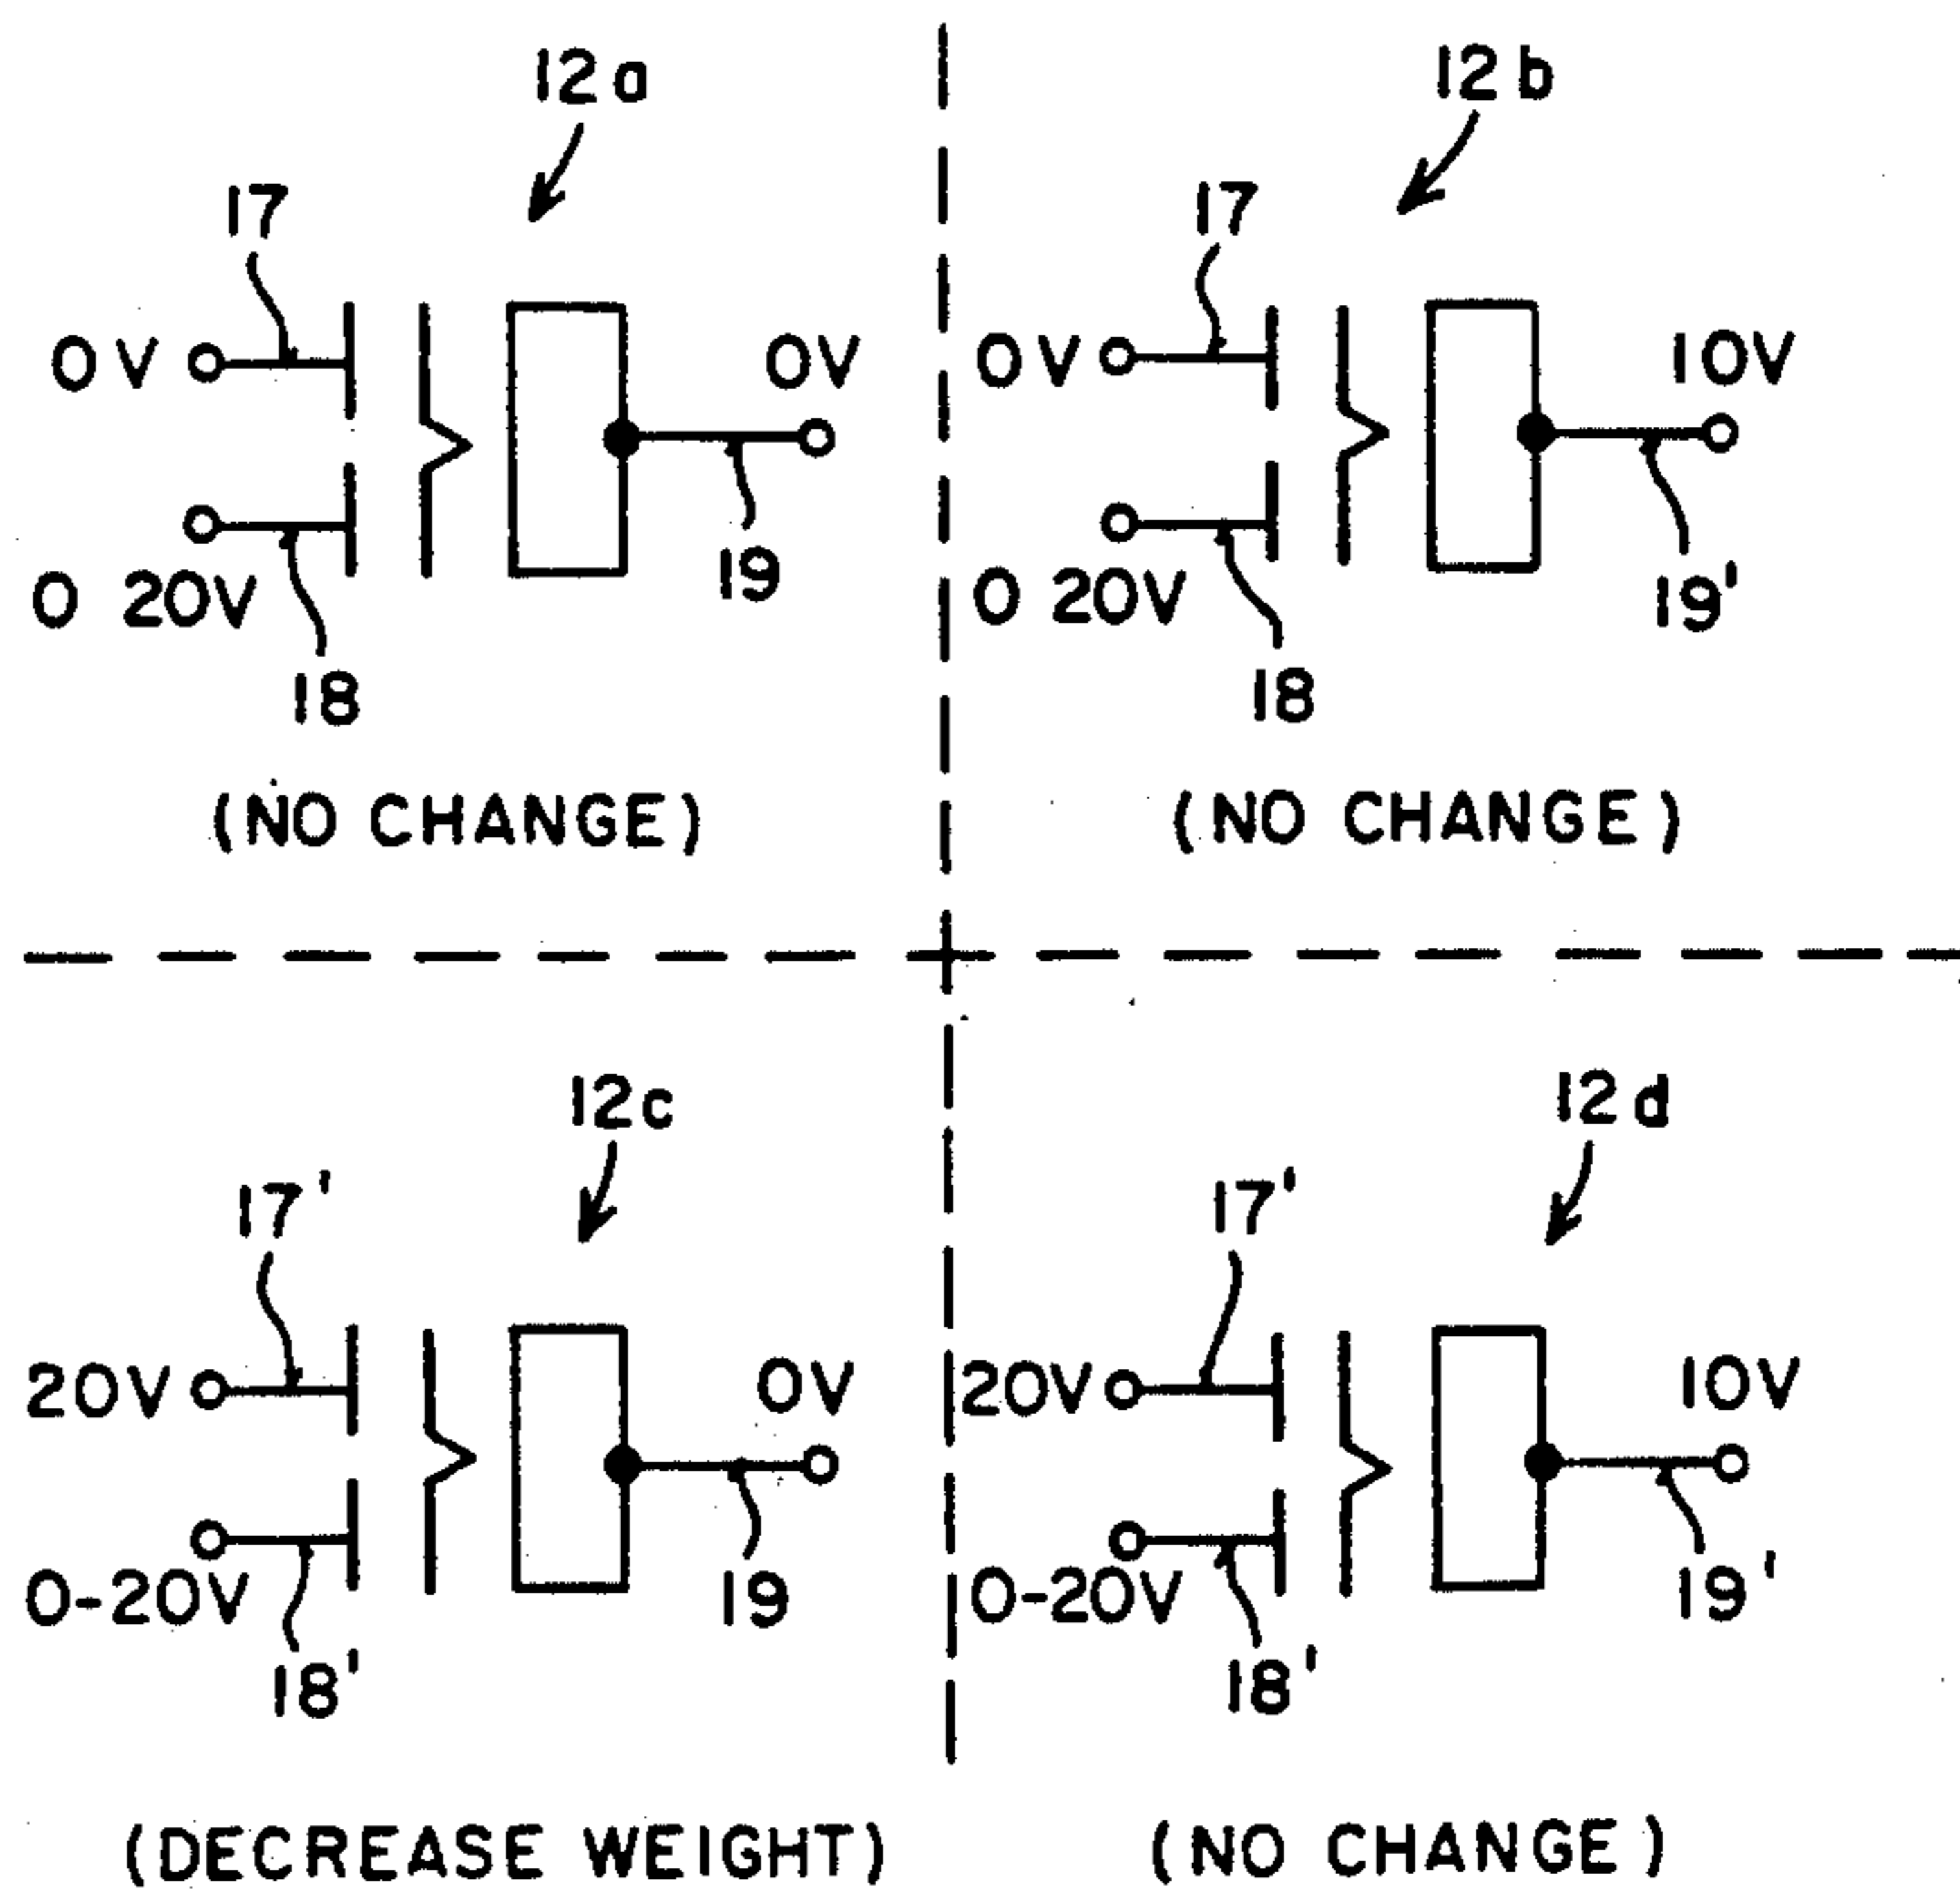 12a
17
0V
0V
0 20V
19
18
(NO CHANGE)
12b
17
0V
10V
0 20V
19'
18
(NO CHANGE)
12c
17'
20V
0V
0-20V
19
18'
(DECREASE WEIGHT)
12d
17'
20V
10V
0-20V
19'
18'
(NO CHANGE)